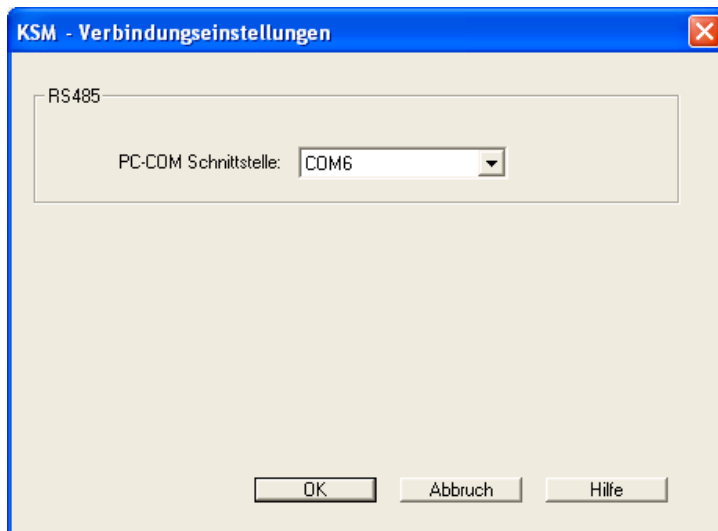 KSM - Verbindungseinstellungen
RS485
PC-COM Schnittstelle: COM6
OK Abbruch Hilfe